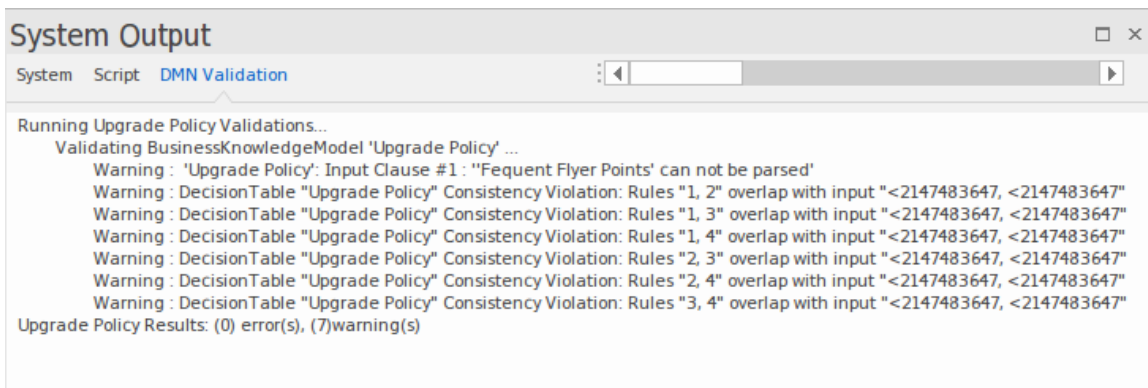 System Output
System Script DMN Validation
Running Upgrade Policy Validations...
Validating BusinessKnowledgeModel 'Upgrade Policy' ...
Warning : 'Upgrade Policy': Input Clause #1 : ''Fequent Flyer Points' can not be parsed'
Warning : DecisionTable "Upgrade Policy" Consistency Violation: Rules "1, 2" overlap with input "<2147483647, <2147483647"
Warning : DecisionTable "Upgrade Policy" Consistency Violation: Rules "1, 3" overlap with input "<2147483647, <2147483647"
Warning : DecisionTable "Upgrade Policy" Consistency Violation: Rules "1, 4" overlap with input "<2147483647, <2147483647"
Warning : DecisionTable "Upgrade Policy" Consistency Violation: Rules "2, 3" overlap with input "<2147483647, <2147483647"
Warning : DecisionTable "Upgrade Policy" Consistency Violation: Rules "2, 4" overlap with input "<2147483647, <2147483647"
Warning : DecisionTable "Upgrade Policy" Consistency Violation: Rules "3, 4" overlap with input "<2147483647, <2147483647"
Upgrade Policy Results: (0) error(s), (7)warning(s)